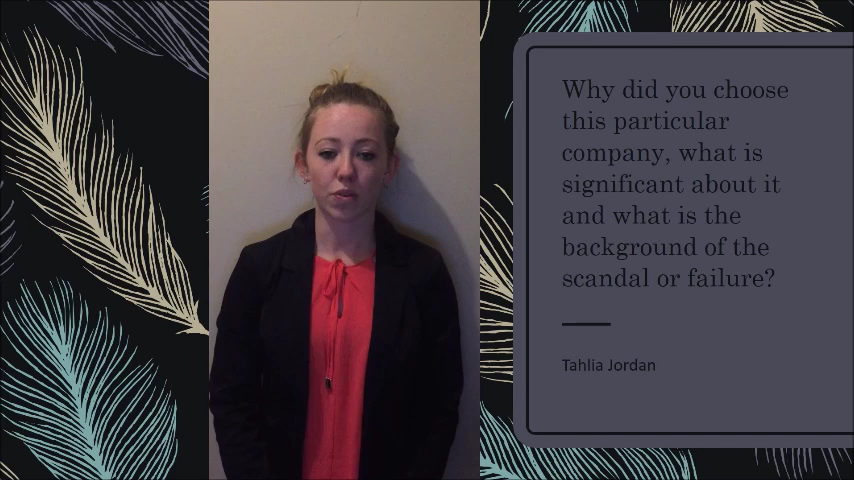 Why did you choose
this particular
company, what is
significant about it
and what is the
background of the
scandal or failure?
Tahlia Jordan